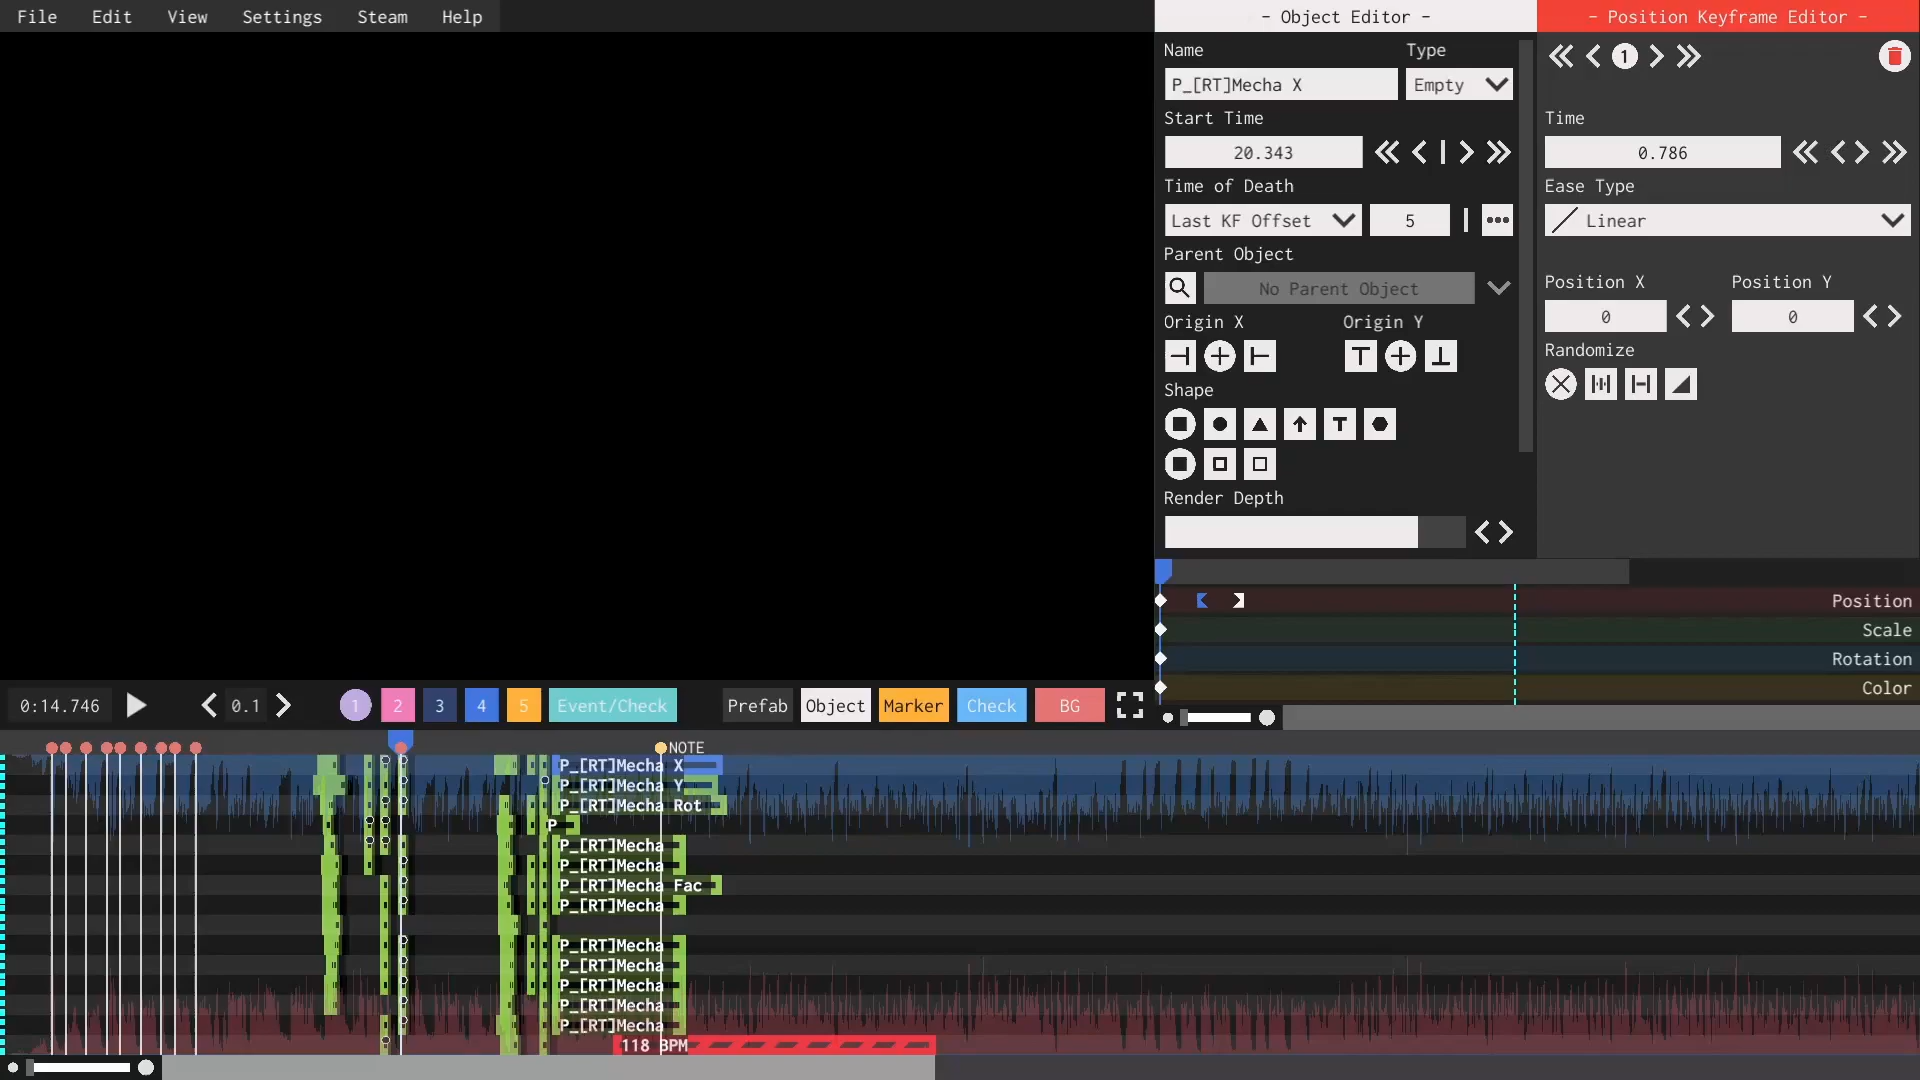 File Edit View Settings Steam Help
- Object Editor -
- Position Keyframe Editor -
Name Type
P_[RT]Mecha X Empty
Start Time
20.343
Time of Death
Last KF Offset 5
Parent Object
No Parent Object
Origin X Origin Y
Shape
Render Depth
1
Time
0.786
Ease Type
Linear
Position X Position Y
0 0
Randomize
Position
Scale
Rotation
Color
0:14.746 0.1 1 2 3 4 5 Event/Check Prefab Object Marker Check BG
NOTE
P_[RT]Mecha X
P_[RT]Mecha Y
P_[RT]Mecha Rot
P
P_[RT]Mecha
P_[RT]Mecha
P_[RT]Mecha Fac
P_[RT]Mecha
P_[RT]Mecha
P_[RT]Mecha
P_[RT]Mecha
P_[RT]Mecha
P_[RT]Mecha
118 BPM